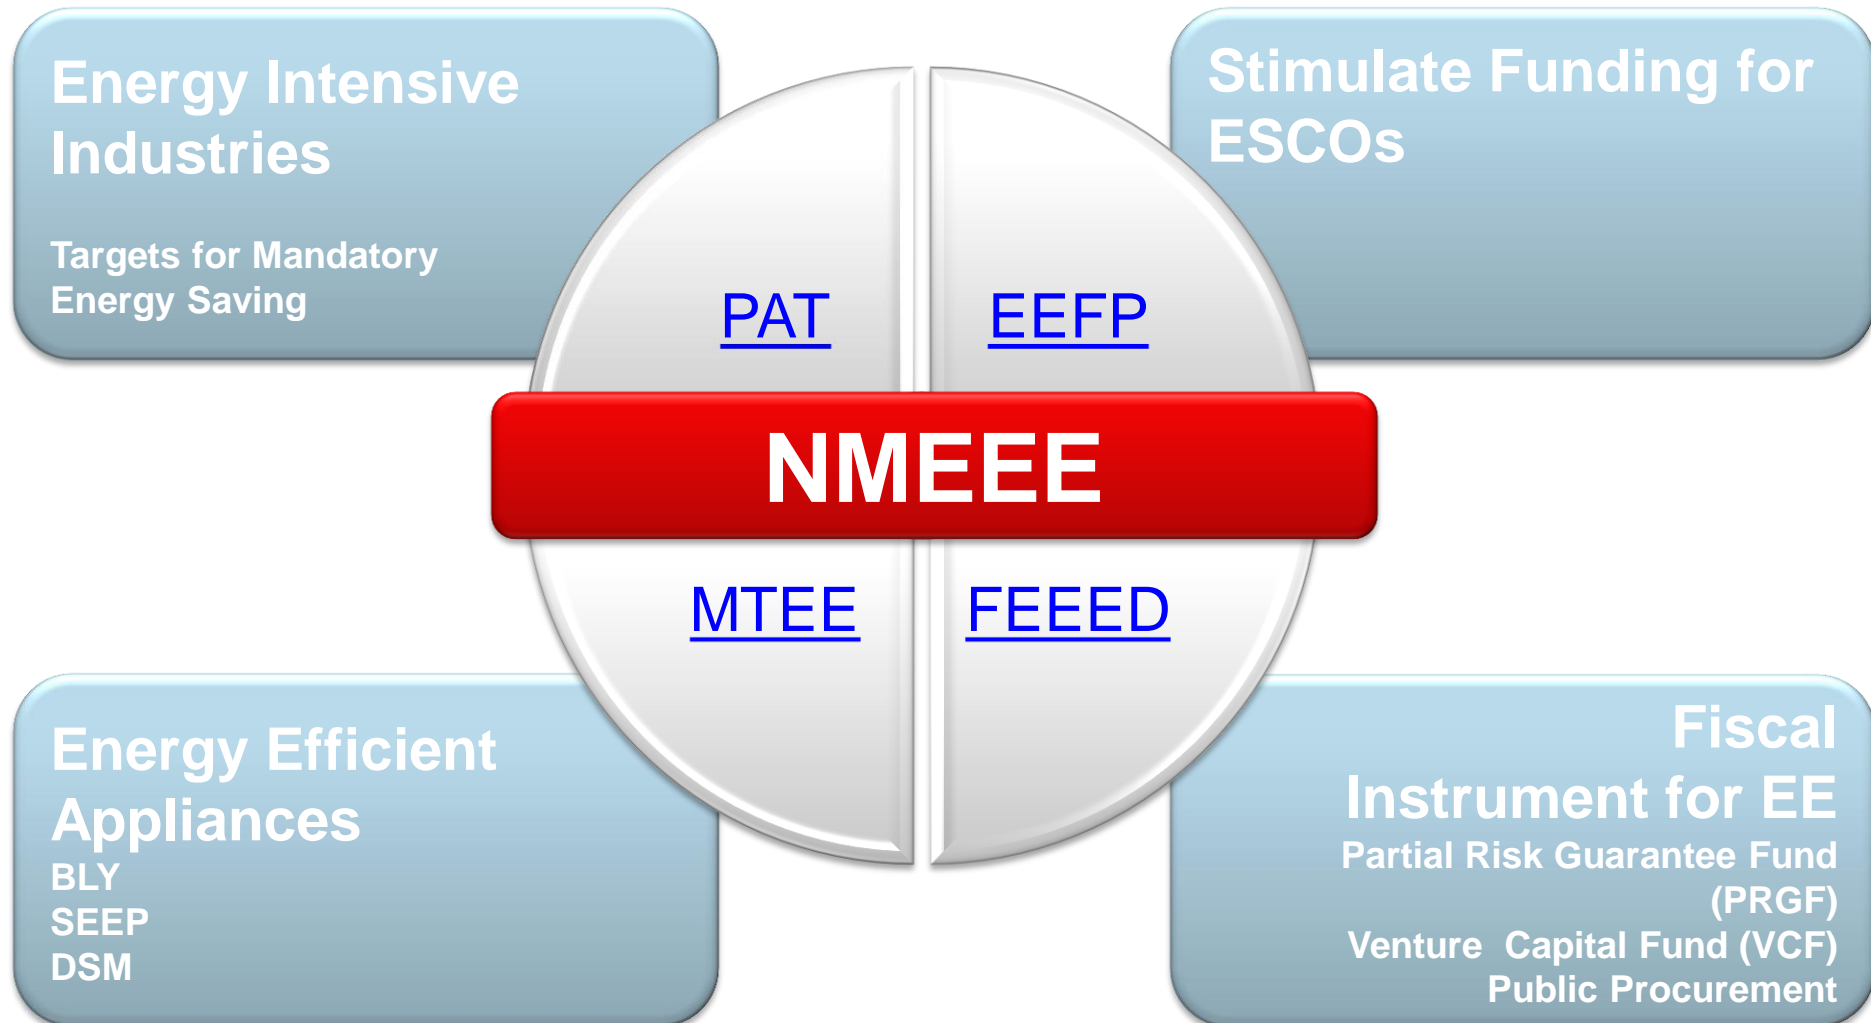 Energy Intensive
Industries
Targets for Mandatory
Energy Saving
Stimulate Funding for
ESCOs
PAT
EEFP
NMEEE
MTEE
FEEED
Energy Efficient
Appliances
BLY
SEEP
DSM
Fiscal
Instrument for EE
Partial Risk Guarantee Fund
(PRGF)
Venture Capital Fund (VCF)
Public Procurement